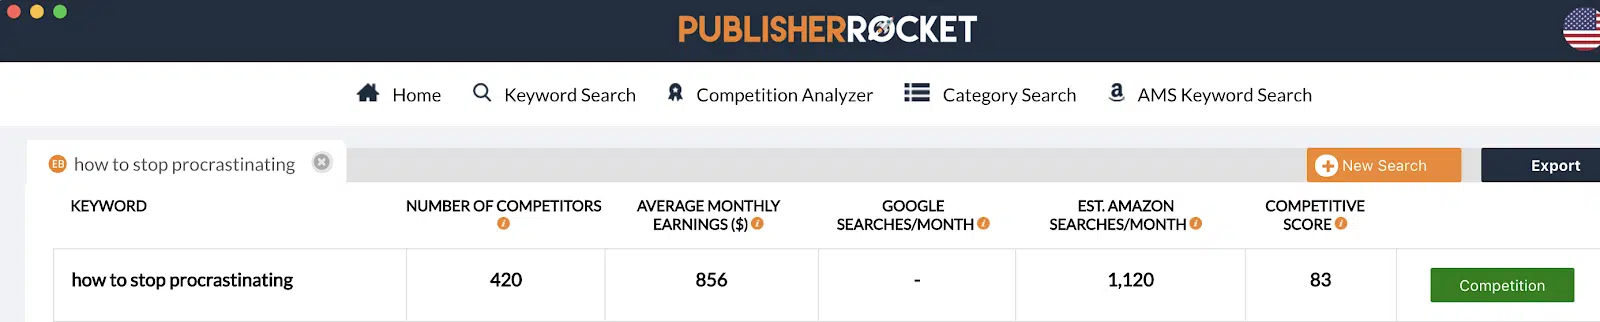 PUBLISHERROCKET
Home Keyword Search Competition Analyzer Category Search AMS Keyword Search
EB how to stop procrastinating
New Search Export
KEYWORD NUMBER OF COMPETITORS AVERAGE MONTHLY EARNINGS ($) GOOGLE SEARCHES/MONTH EST. AMAZON SEARCHES/MONTH COMPETITIVE SCORE
how to stop procrastinating 420 856 - 1,120 83 Competition